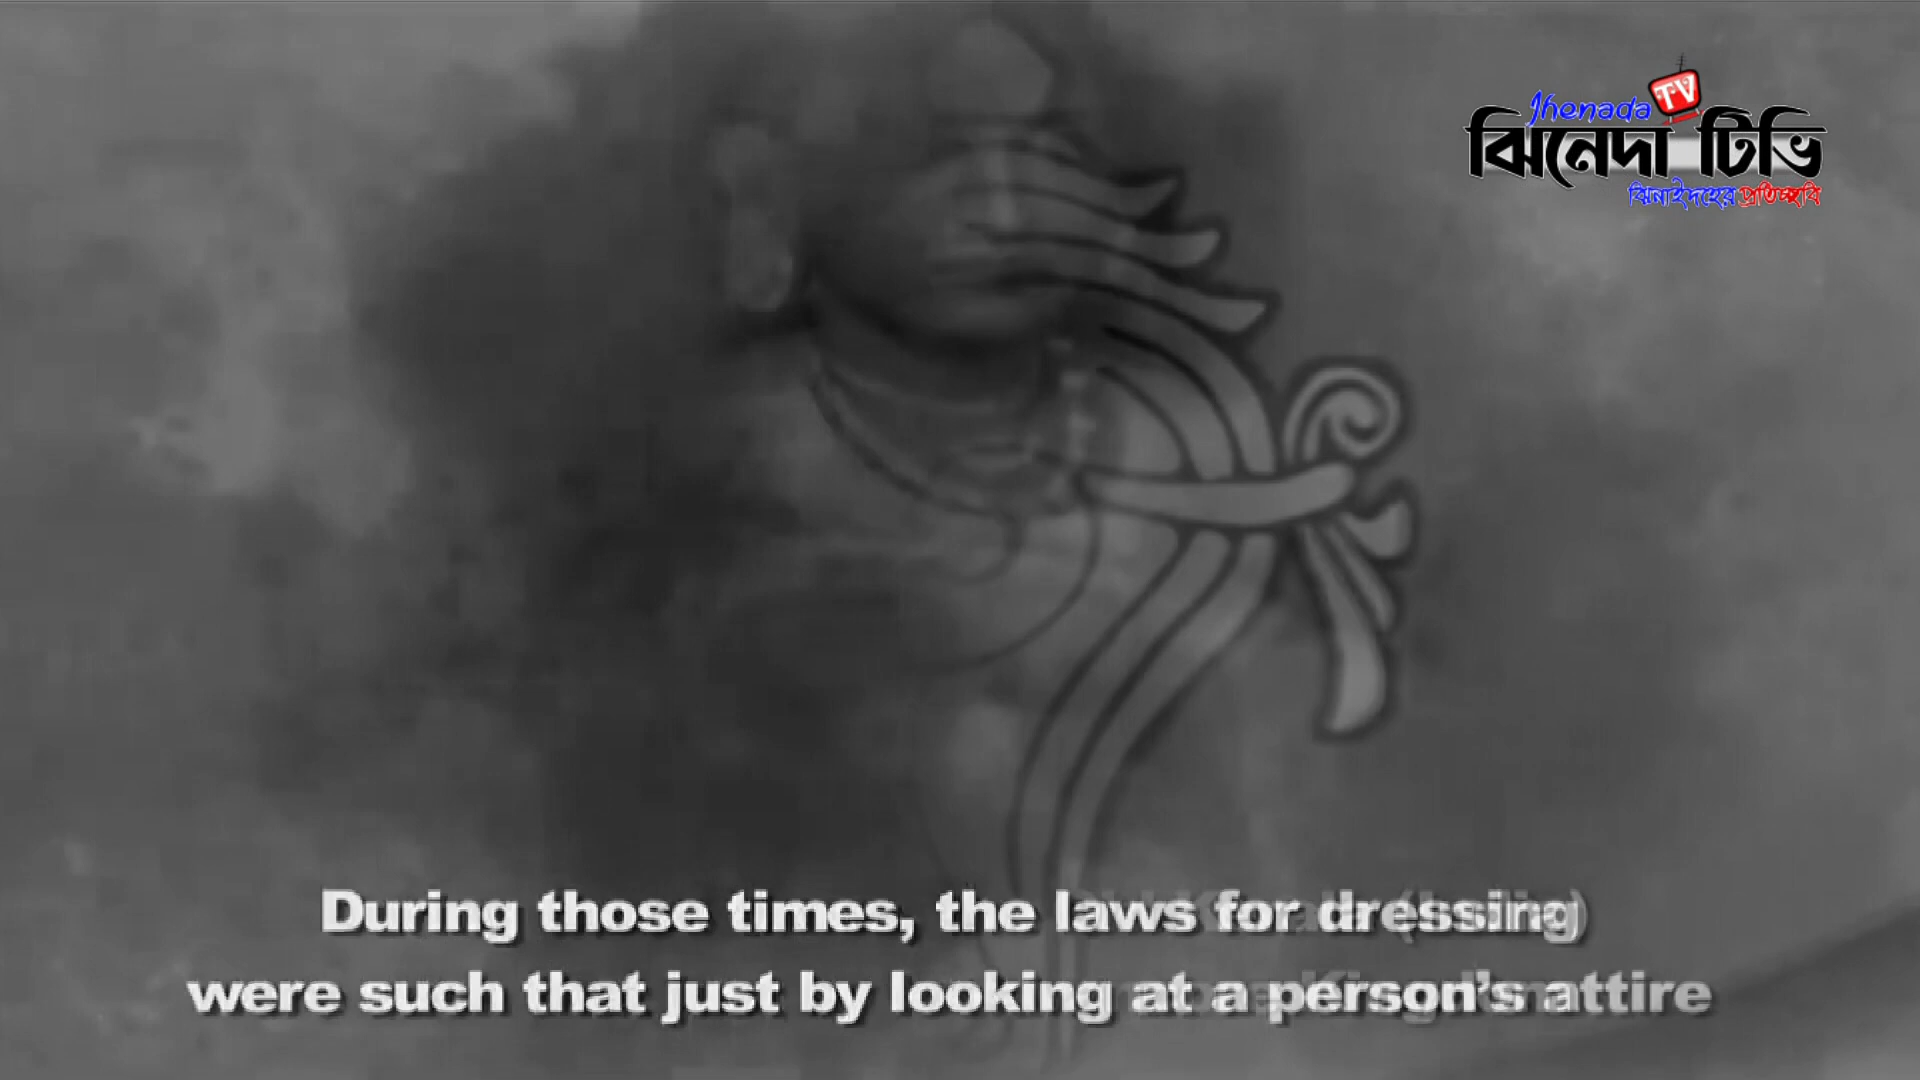 Jhenada TV
ঝিনেদা টিভি
ঝিনাইদহের প্রতিচ্ছবি
During those times, the laws for dressing
were such that just by looking at a person's attire